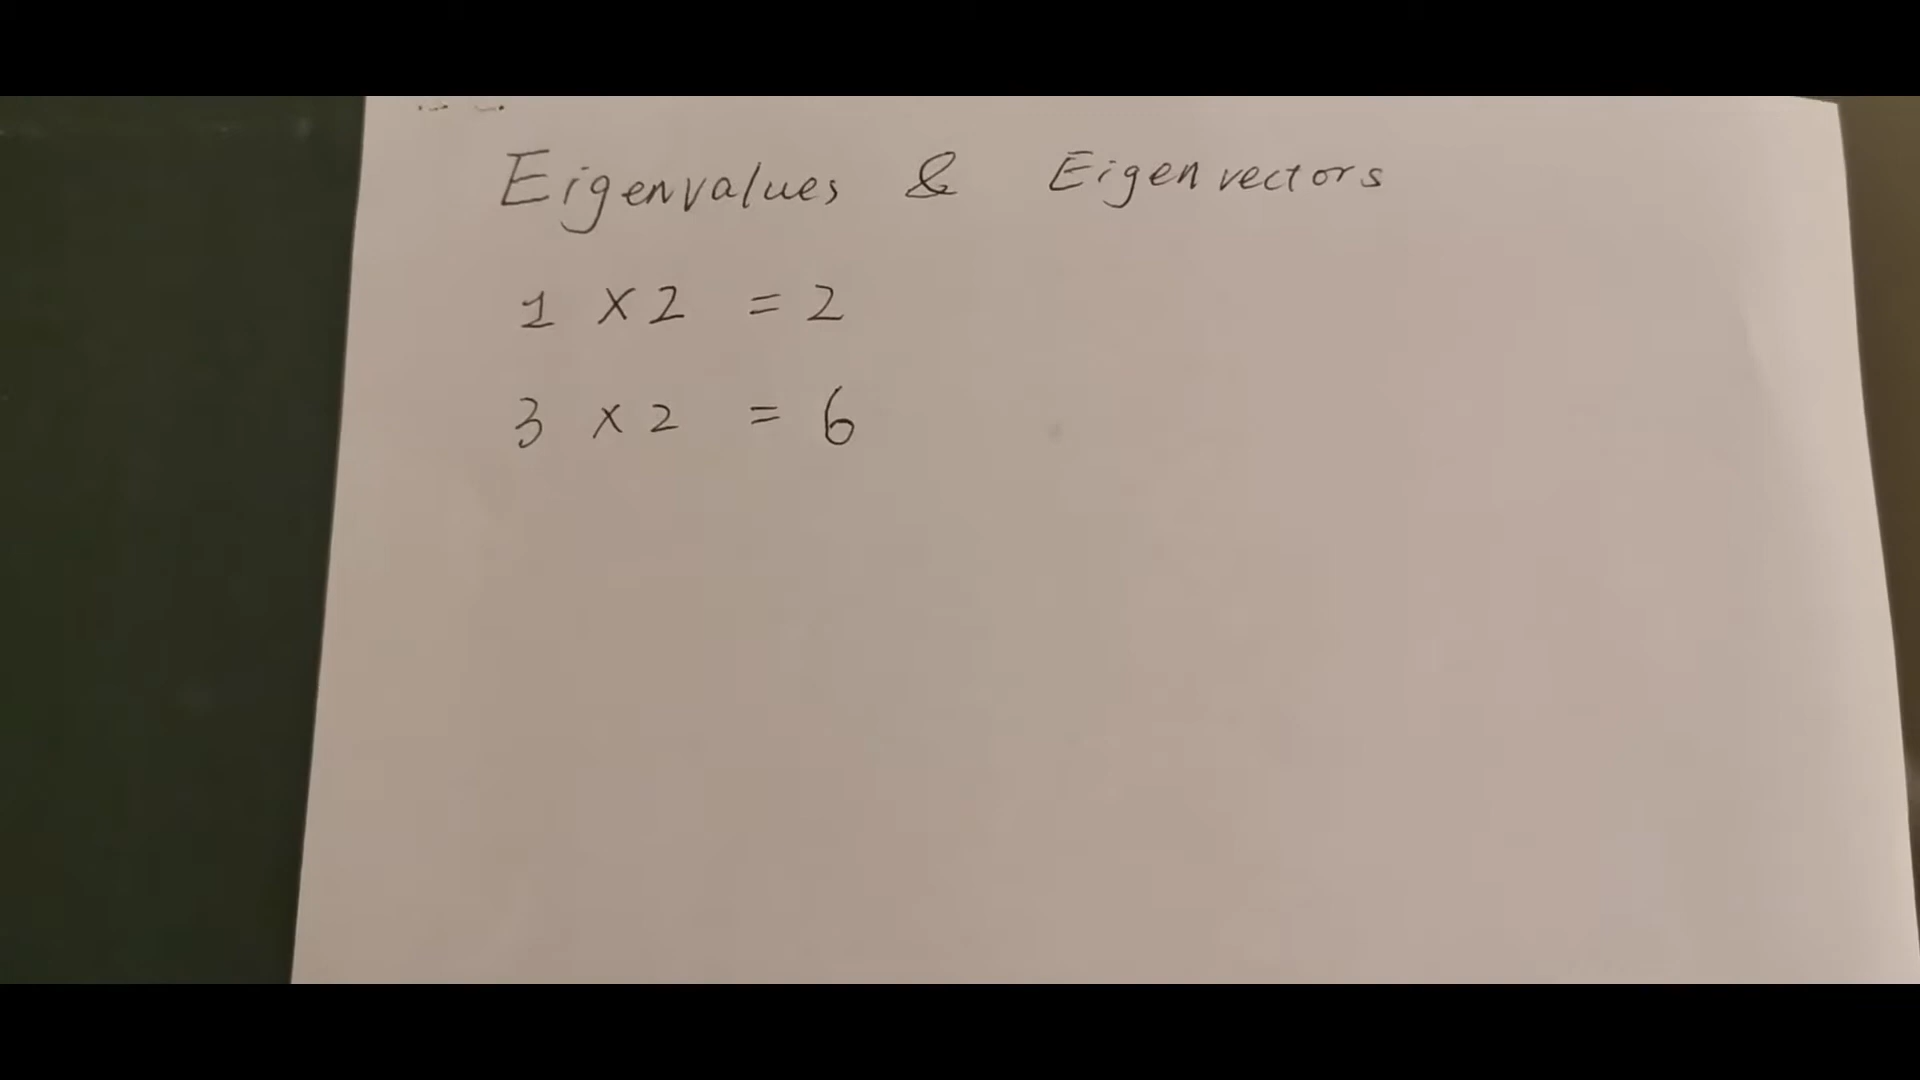 Eigenvalues & Eigenvectors
1 x 2 = 2
3 x 2 = 6